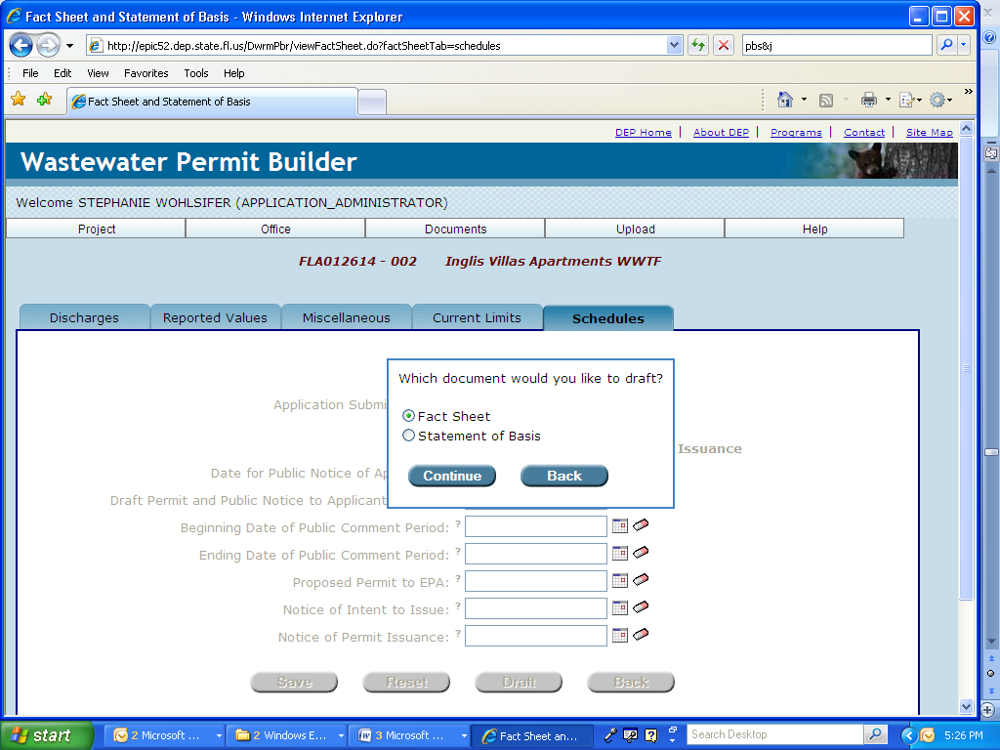 Fact Sheet and Statement of Basis - Windows Internet Explorer
http://epic52.dep.state.fl.us/DwrmPbr/viewFactSheet.do?factSheetTab=schedules
pbs&j
File Edit View Favorites Tools Help
Fact Sheet and Statement of Basis
DEP Home | About DEP | Programs | Contact | Site Map
Wastewater Permit Builder
Welcome STEPHANIE WOHLSIFER (APPLICATION_ADMINISTRATOR)
Project Office Documents Upload Help
FLA012614 - 002 Inglis Villas Apartments WWTF
Discharges Reported Values Miscellaneous Current Limits Schedules
Which document would you like to draft?
Application Submi
Fact Sheet
Statement of Basis
Issuance
Date for Public Notice of Ap
Continue Back
Draft Permit and Public Notice to Applicant
Beginning Date of Public Comment Period: ?
Ending Date of Public Comment Period: ?
Proposed Permit to EPA: ?
Notice of Intent to Issue: ?
Notice of Permit Issuance: ?
Save Reset Draft Back
start 2 Microsoft ... 2 Windows E... 3 Microsoft ... Fact Sheet an... Search Desktop 5:26 PM